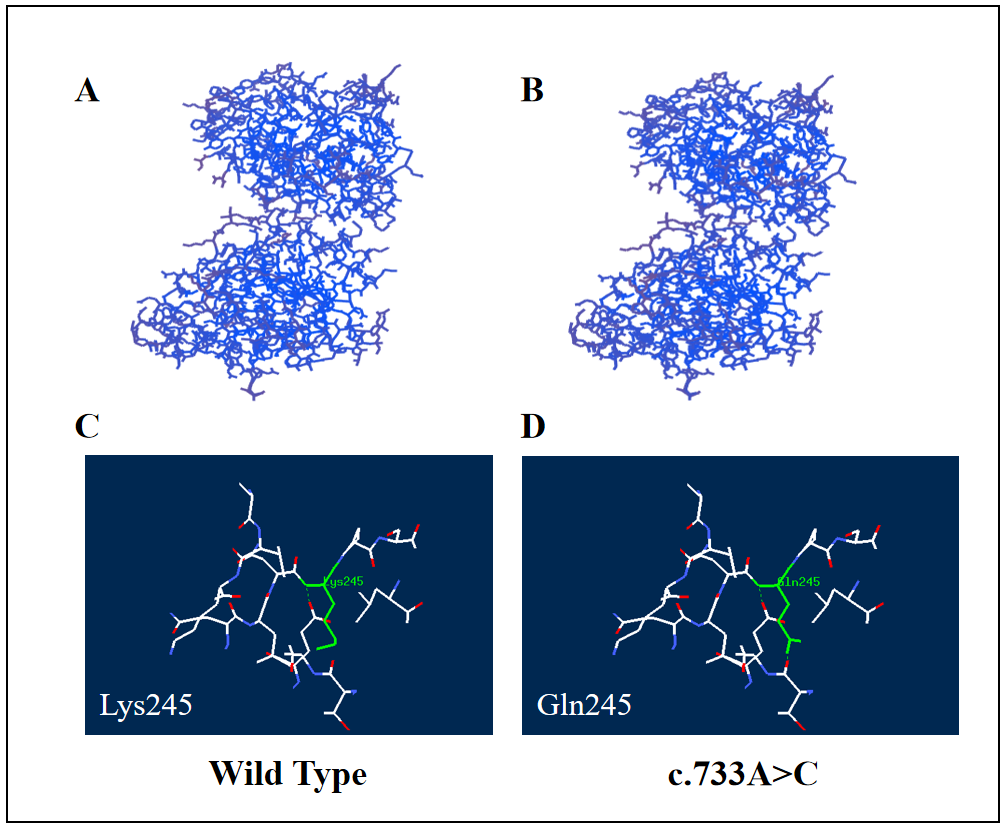 A
B
C
D
Lys245
Gln245
Lys245
Gln245
Wild Type
c.733A>C